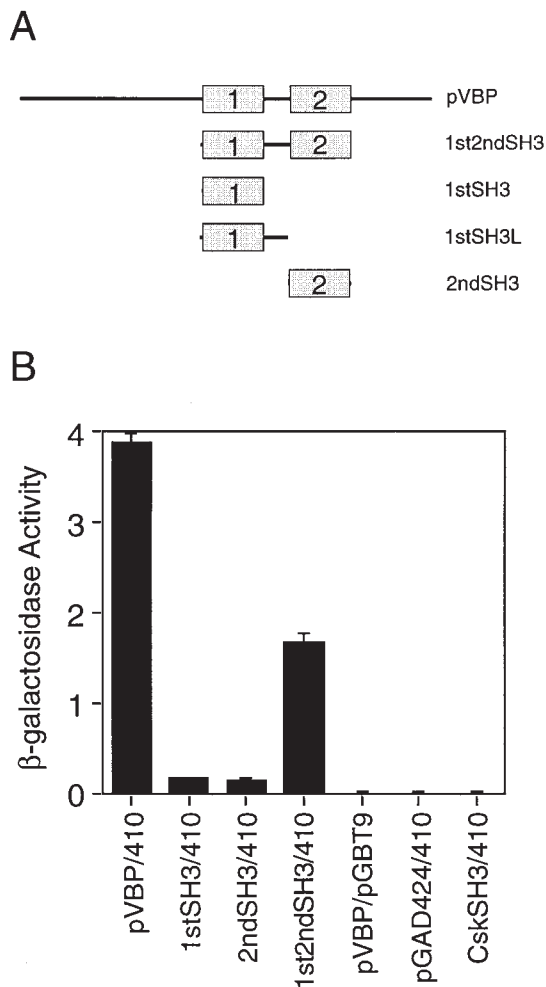 A
1 2 pVBP
1 2 1st2ndSH3
1 1stSH3
1 1stSH3L
2 2ndSH3
B
β-galactosidase Activity
4
3
2
1
0
pVBP/410
1stSH3/410
2ndSH3/410
1st2ndSH3/410
pVBP/pGBT9
pGAD424/410
CskSH3/410